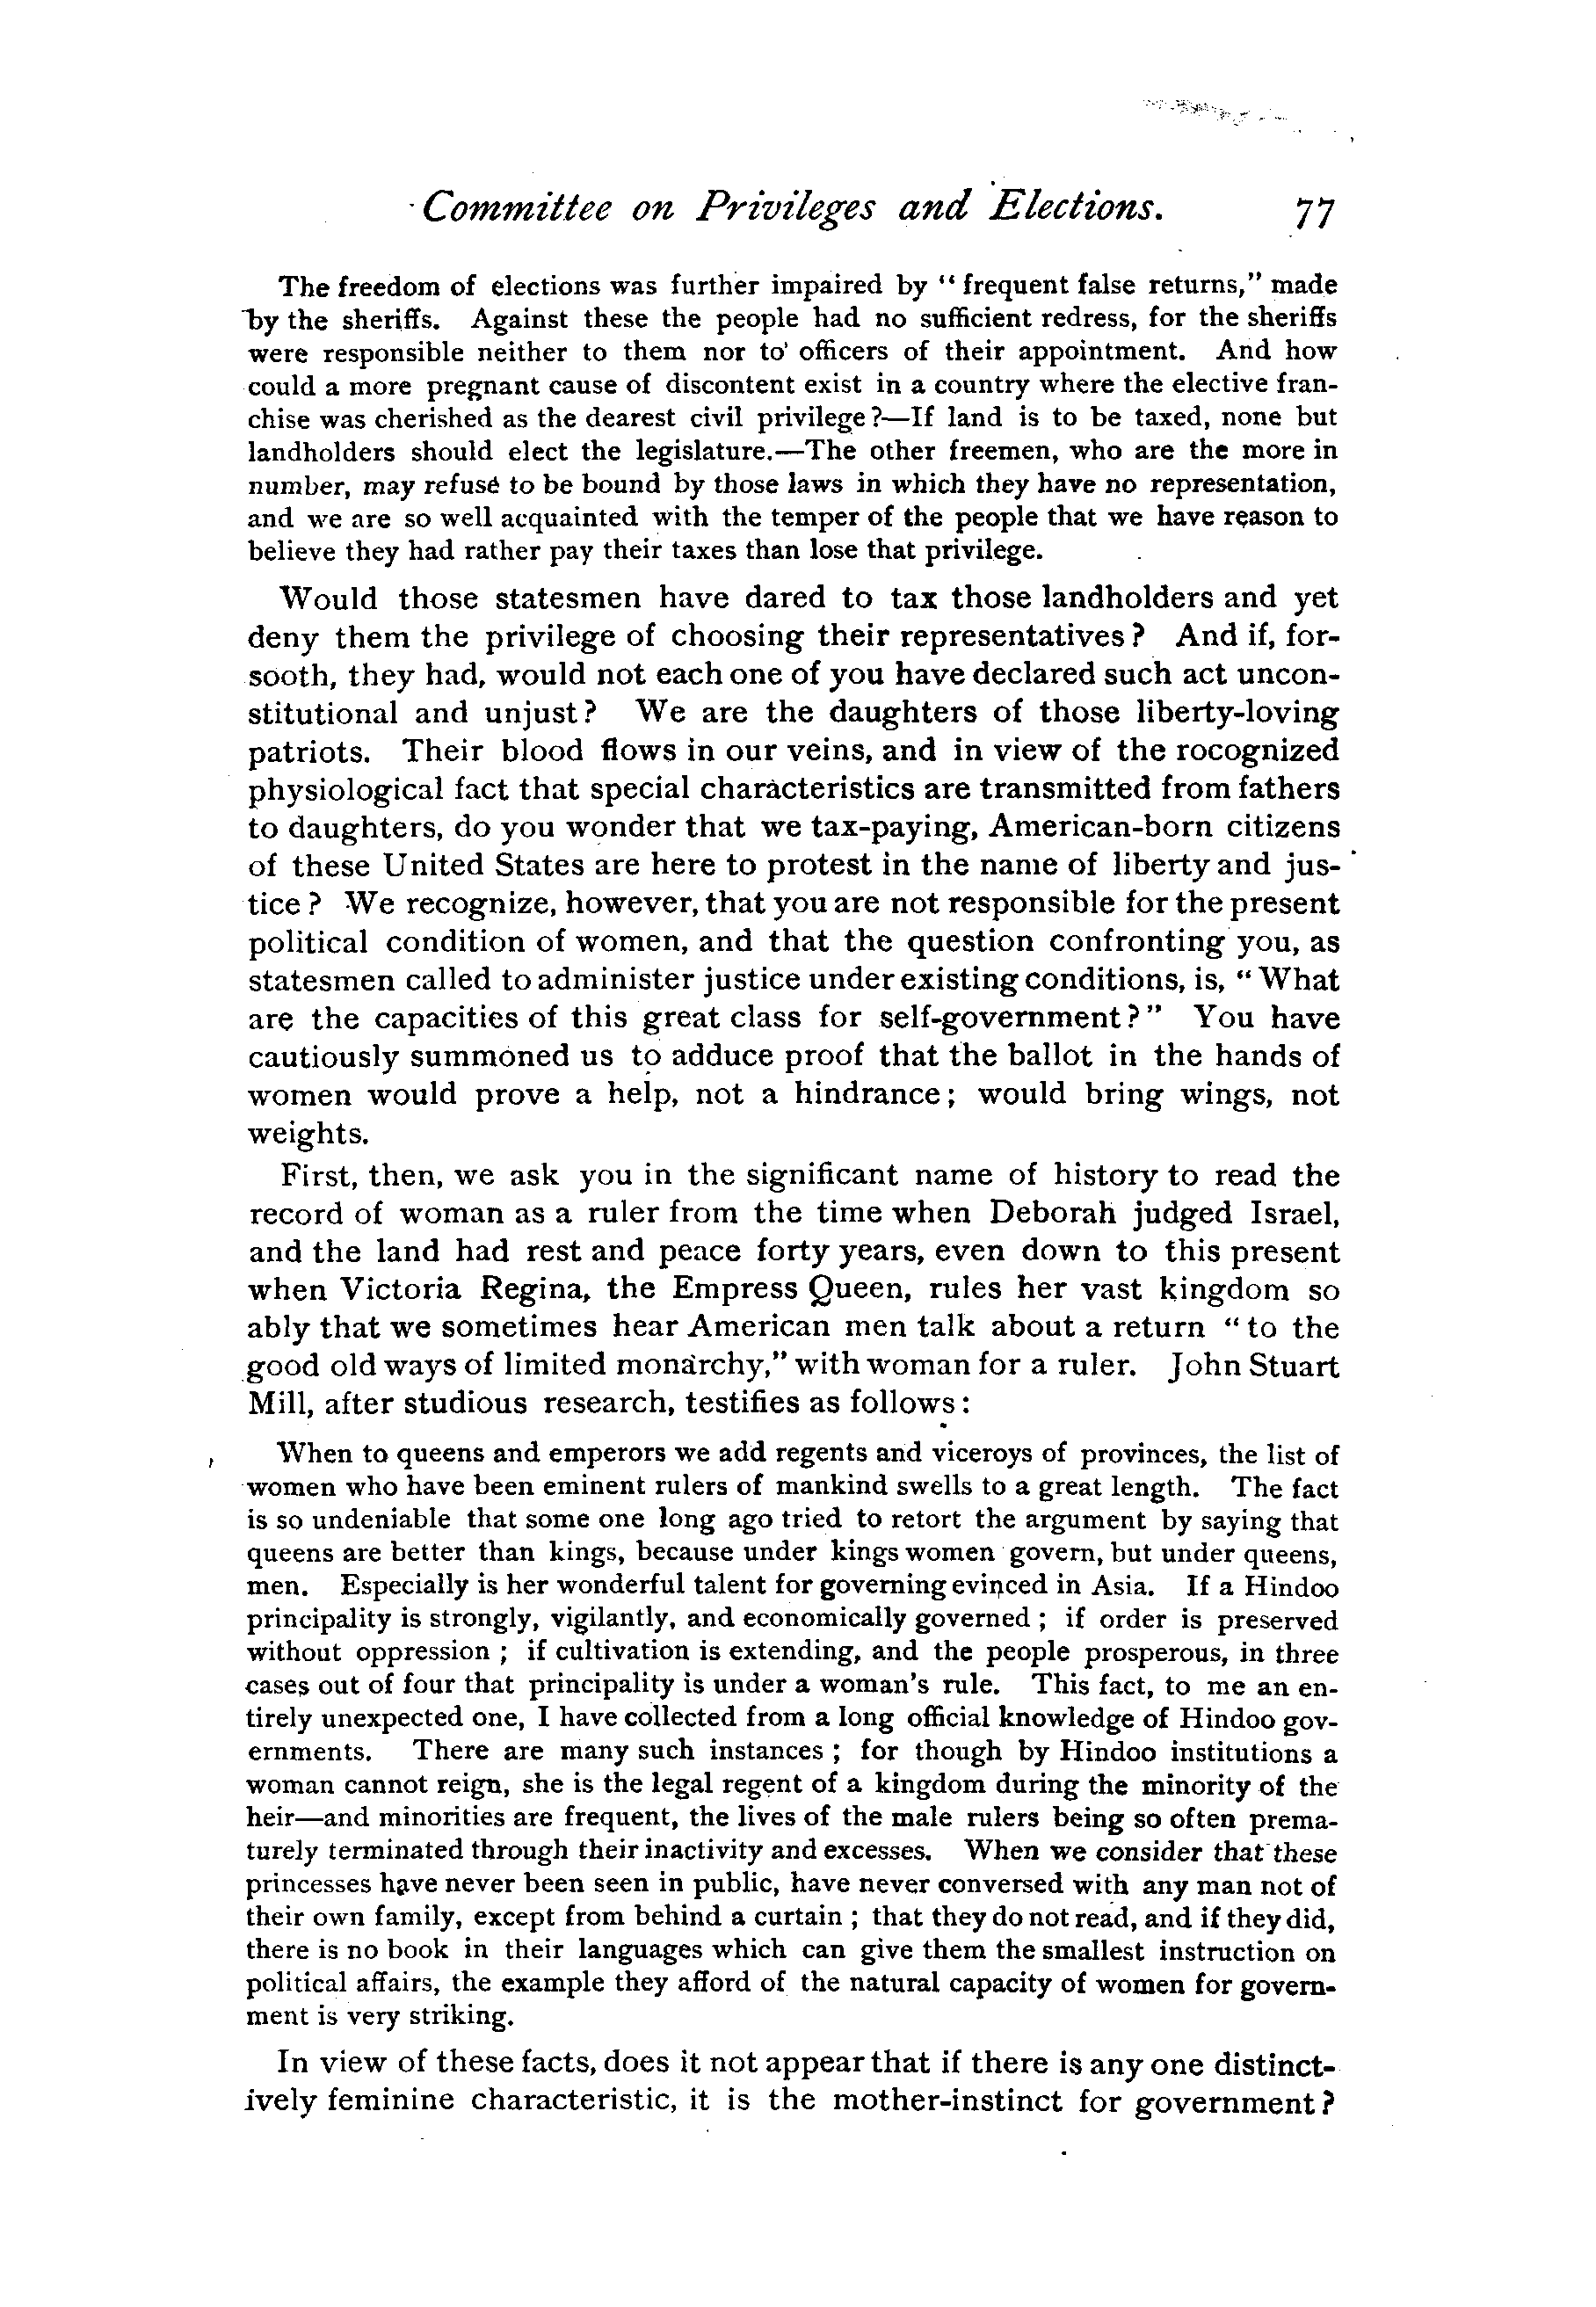 Committee on Privileges and Elections. 77
The freedom of elections was further impaired by “frequent false returns,” made
by the sheriffs. Against these the people had no sufficient redress, for the sheriffs
were responsible neither to them nor to officers of their appointment. And how
could a more pregnant cause of discontent exist in a country where the elective fran-
chise was cherished as the dearest civil privilege?—If land is to be taxed, none but
landholders should elect the legislature.—The other freemen, who are the more in
number, may refuse to be bound by those laws in which they have no representation,
and we are so well acquainted with the temper of the people that we have reason to
believe they had rather pay their taxes than lose that privilege.
Would those statesmen have dared to tax those landholders and yet
deny them the privilege of choosing their representatives? And if, for-
sooth, they had, would not each one of you have declared such act uncon-
stitutional and unjust? We are the daughters of those liberty-loving
patriots. Their blood flows in our veins, and in view of the rocognized
physiological fact that special characteristics are transmitted from fathers
to daughters, do you wonder that we tax-paying, American-born citizens
of these United States are here to protest in the name of liberty and jus-
tice? We recognize, however, that you are not responsible for the present
political condition of women, and that the question confronting you, as
statesmen called to administer justice under existing conditions, is, “What
are the capacities of this great class for self-government?” You have
cautiously summoned us to adduce proof that the ballot in the hands of
women would prove a help, not a hindrance; would bring wings, not
weights.
First, then, we ask you in the significant name of history to read the
record of woman as a ruler from the time when Deborah judged Israel,
and the land had rest and peace forty years, even down to this present
when Victoria Regina, the Empress Queen, rules her vast kingdom so
ably that we sometimes hear American men talk about a return “to the
good old ways of limited monarchy,” with woman for a ruler. John Stuart
Mill, after studious research, testifies as follows:
When to queens and emperors we add regents and viceroys of provinces, the list of
women who have been eminent rulers of mankind swells to a great length. The fact
is so undeniable that some one long ago tried to retort the argument by saying that
queens are better than kings, because under kings women govern, but under queens,
men. Especially is her wonderful talent for governing evinced in Asia. If a Hindoo
principality is strongly, vigilantly, and economically governed; if order is preserved
without oppression; if cultivation is extending, and the people prosperous, in three
cases out of four that principality is under a woman's rule. This fact, to me an en-
tirely unexpected one, I have collected from a long official knowledge of Hindoo gov-
ernments. There are many such instances; for though by Hindoo institutions a
woman cannot reign, she is the legal regent of a kingdom during the minority of the
heir—and minorities are frequent, the lives of the male rulers being so often prema-
turely terminated through their inactivity and excesses. When we consider that these
princesses have never been seen in public, have never conversed with any man not of
their own family, except from behind a curtain; that they do not read, and if they did,
there is no book in their languages which can give them the smallest instruction on
political affairs, the example they afford of the natural capacity of women for govern-
ment is very striking.
In view of these facts, does it not appear that if there is any one distinct-
ively feminine characteristic, it is the mother-instinct for government?